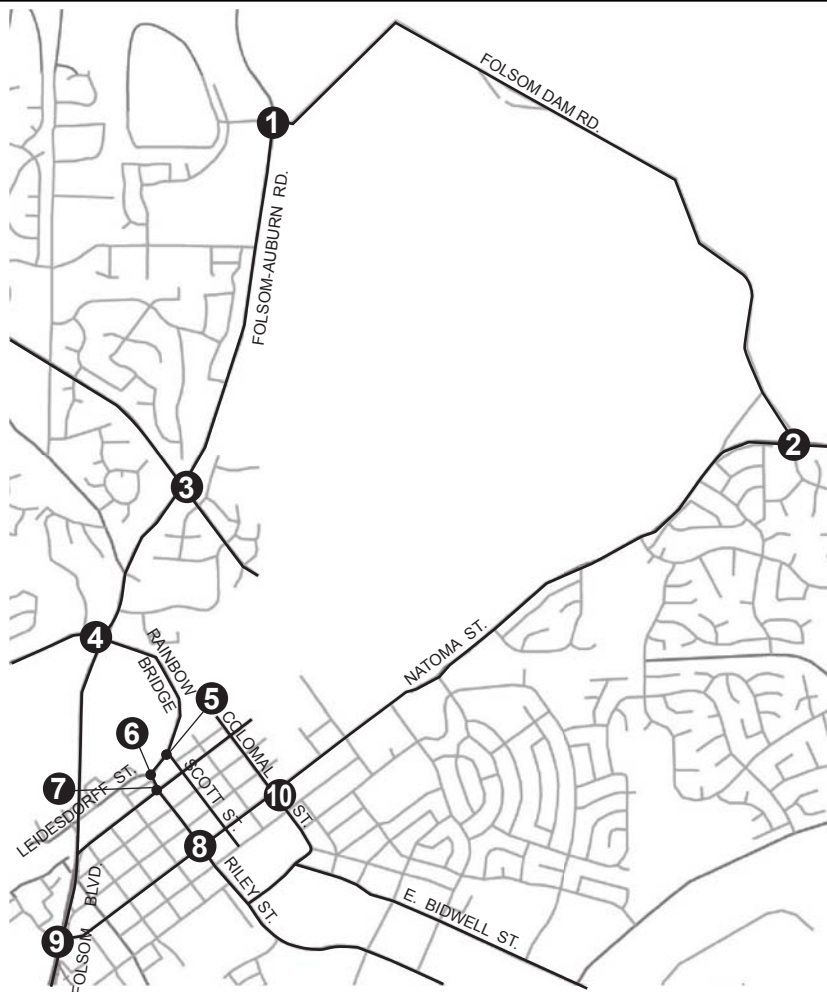 FOLSOM DAM RD.
1
FOLSOM-AUBURN RD.
2
3
4
RAINBOW
BRIDGE
NATOMA ST.
5
COLOMAL ST.
6
SCOTT ST.
7
LEIDESDORFF ST.
10
8
RILEY ST.
E. BIDWELL ST.
9
FOLSOM BLVD.